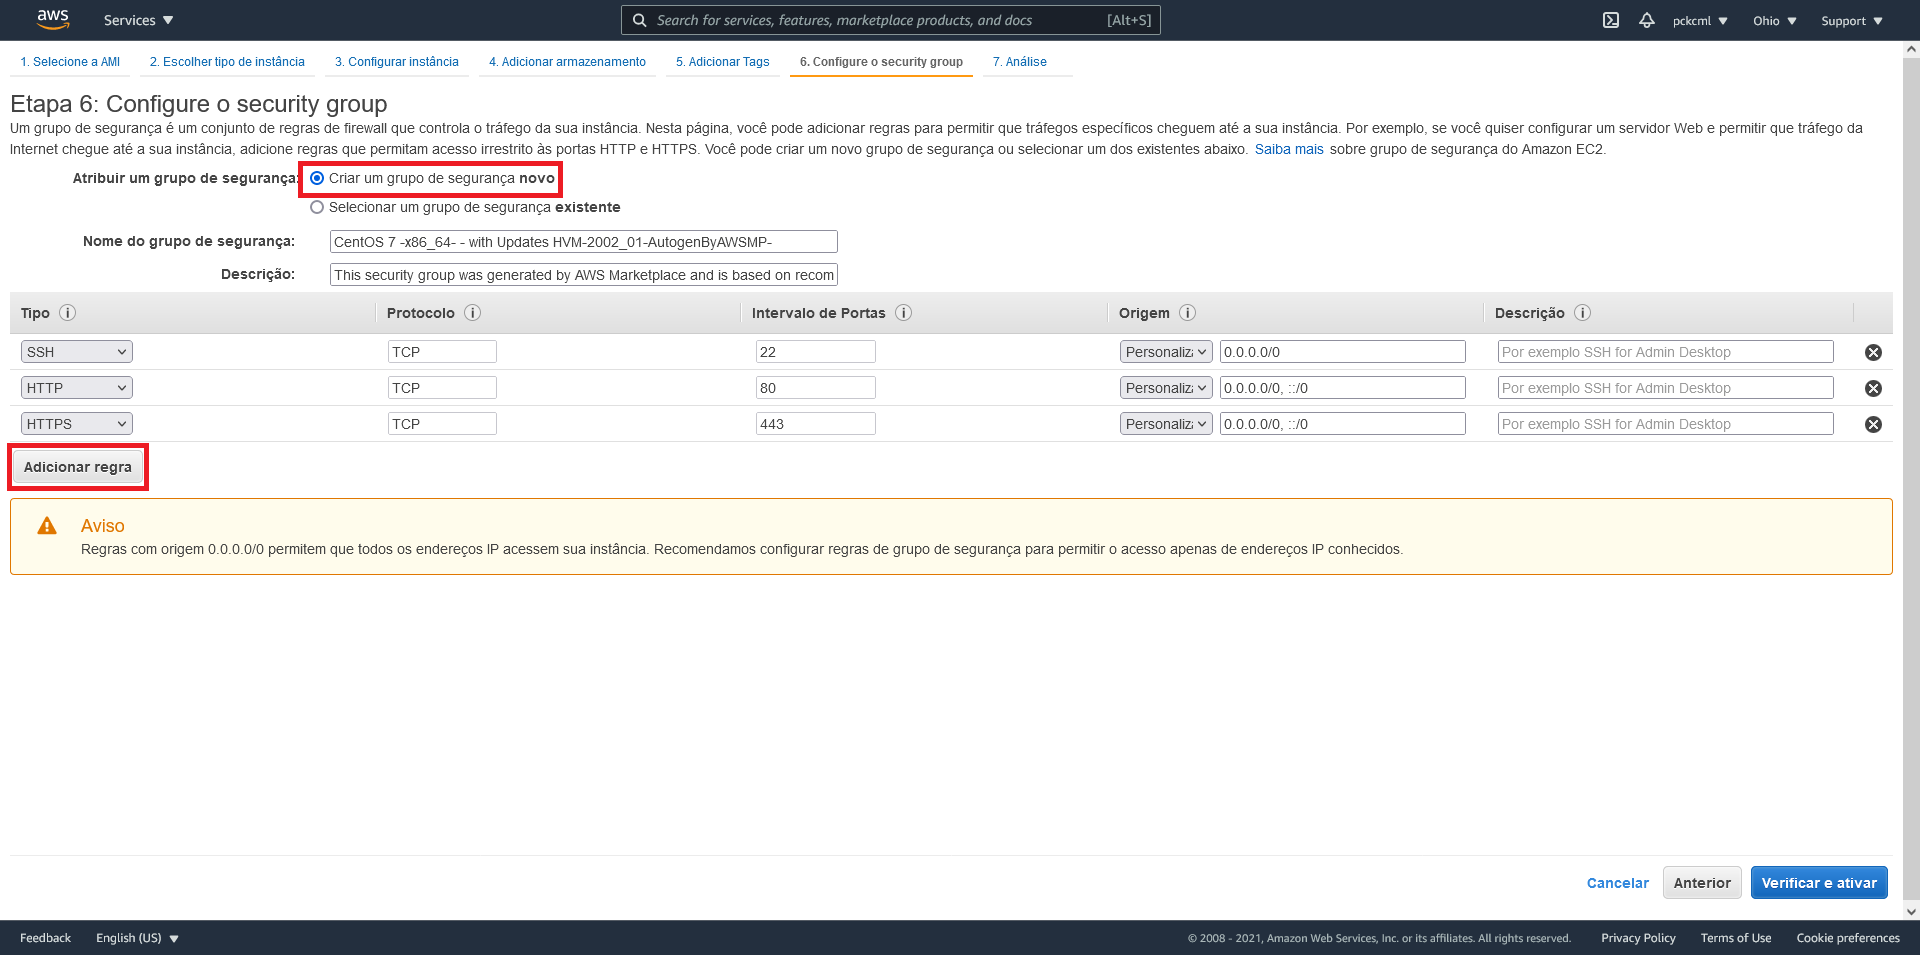 aws Services Search for services, features, marketplace products, and docs [Alt+S] pckcml Ohio Support
1. Selecione a AMI 2. Escolher tipo de instância 3. Configurar instância 4. Adicionar armazenamento 5. Adicionar Tags 6. Configure o security group 7. Análise
Etapa 6: Configure o security group
Um grupo de segurança é um conjunto de regras de firewall que controla o tráfego da sua instância. Nesta página, você pode adicionar regras para permitir que tráfegos específicos cheguem até a sua instância. Por exemplo, se você quiser configurar um servidor Web e permitir que tráfego da
Internet chegue até a sua instância, adicione regras que permitam acesso irrestrito às portas HTTP e HTTPS. Você pode criar um novo grupo de segurança ou selecionar um dos existentes abaixo. Saiba mais sobre grupo de segurança do Amazon EC2.
Atribuir um grupo de segurança: Criar um grupo de segurança novo
Selecionar um grupo de segurança existente
Nome do grupo de segurança: CentOS 7 -x86_64- - with Updates HVM-2002_01-AutogenByAWSMP-
Descrição: This security group was generated by AWS Marketplace and is based on recom
Tipo i Protocolo i Intervalo de Portas i Origem i Descrição i
SSH TCP 22 Personaliza 0.0.0.0/0 Por exemplo SSH for Admin Desktop
HTTP TCP 80 Personaliza 0.0.0.0/0, ::/0 Por exemplo SSH for Admin Desktop
HTTPS TCP 443 Personaliza 0.0.0.0/0, ::/0 Por exemplo SSH for Admin Desktop
Adicionar regra
Aviso
Regras com origem 0.0.0.0/0 permitem que todos os endereços IP acessem sua instância. Recomendamos configurar regras de grupo de segurança para permitir o acesso apenas de endereços IP conhecidos.
Cancelar Anterior Verificar e ativar
Feedback English (US) © 2008 - 2021, Amazon Web Services, Inc. or its affiliates. All rights reserved. Privacy Policy Terms of Use Cookie preferences